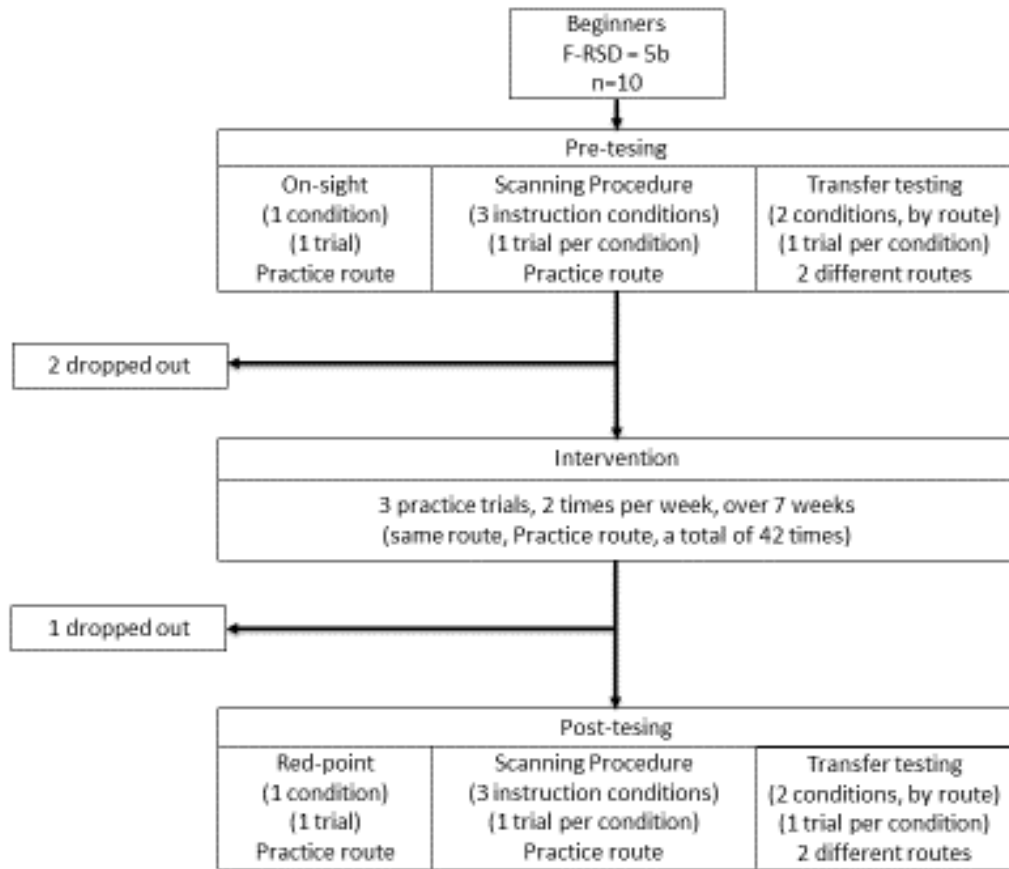 Beginners
F-RSD = 5b
n=10
Pre-tesing
On-sight
(1 condition)
(1 trial)
Practice route
Scanning Procedure
(3 instruction conditions)
(1 trial per condition)
Practice route
Transfer testing
(2 conditions, by route)
(1 trial per condition)
2 different routes
2 dropped out
Intervention
3 practice trials, 2 times per week, over 7 weeks
(same route, Practice route, a total of 42 times)
1 dropped out
Post-tesing
Red-point
(1 condition)
(1 trial)
Practice route
Scanning Procedure
(3 instruction conditions)
(1 trial per condition)
Practice route
Transfer testing
(2 conditions, by route)
(1 trial per condition)
2 different routes